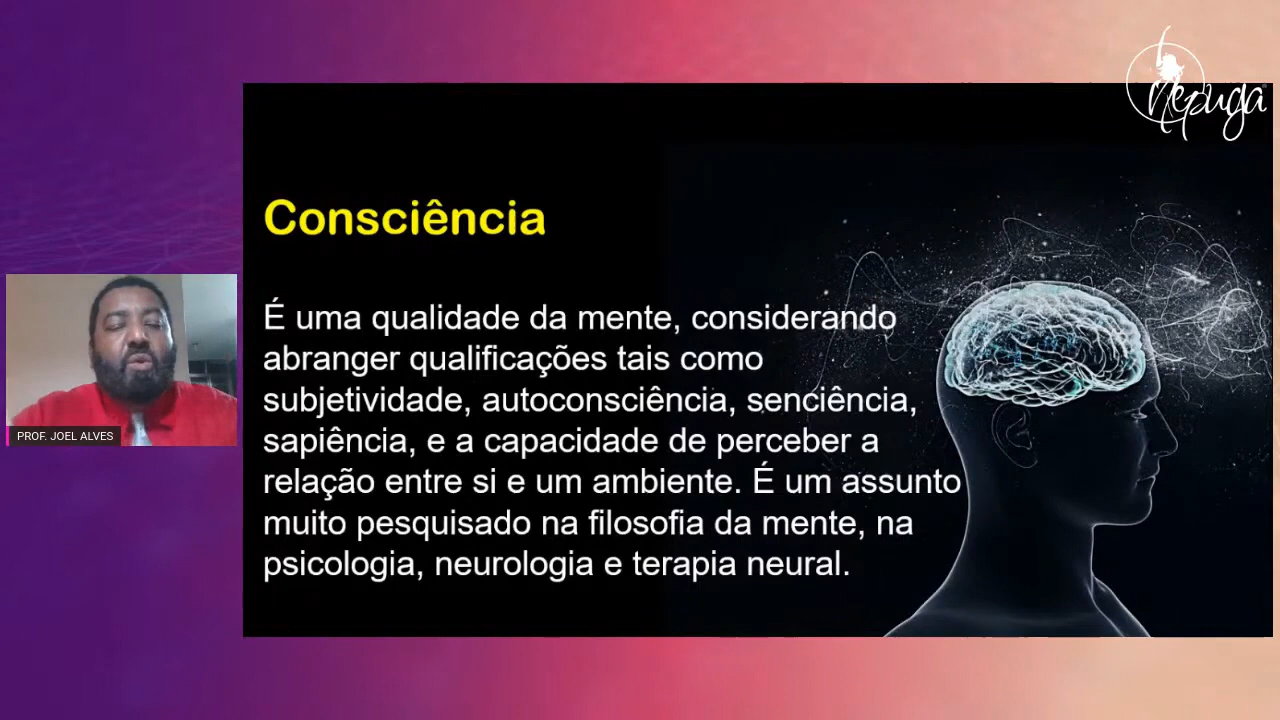 nepuga
Consciência
É uma qualidade da mente, considerando
abranger qualificações tais como
subjetividade, autoconsciência, senciência,
sapiência, e a capacidade de perceber a
relação entre si e um ambiente. É um assunto
muito pesquisado na filosofia da mente, na
psicologia, neurologia e terapia neural.
PROF. JOEL ALVES